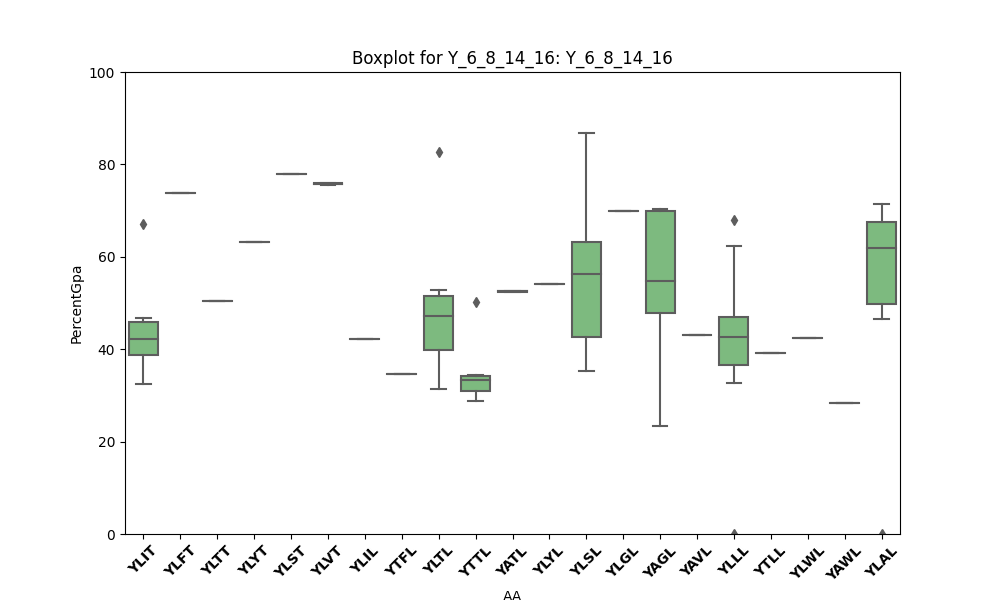 Boxplot for Y_6_8_14_16: Y_6_8_14_16
100
80
60
40
20
0
PercentGpa
YLIT YLFT YLTT YLYT YLST YLVT YLIL YTFL YLTL YTTL YATL YLYL YLSL YLGL YAGL YAVL YLLL YTLL YLWL YAWL YLAL
AA